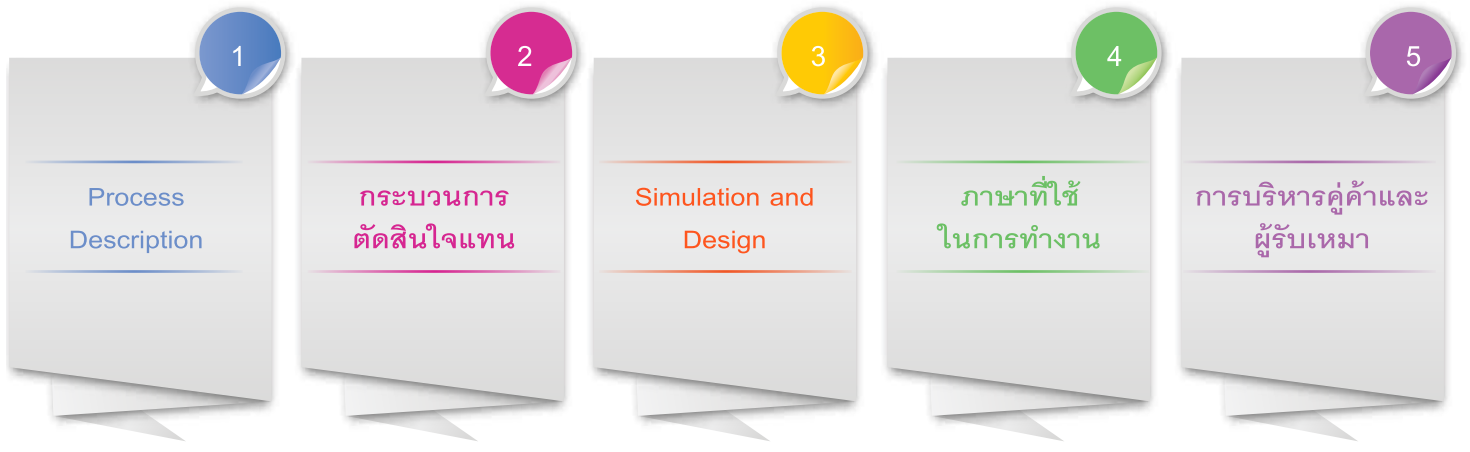 1
Process
Description
2
กระบวนการ
ตัดสินใจแทน
3
Simulation and
Design
4
ภาษาที่ใช้
ในการทำงาน
5
การบริหารคู่ค้าและ
ผู้รับเหมา